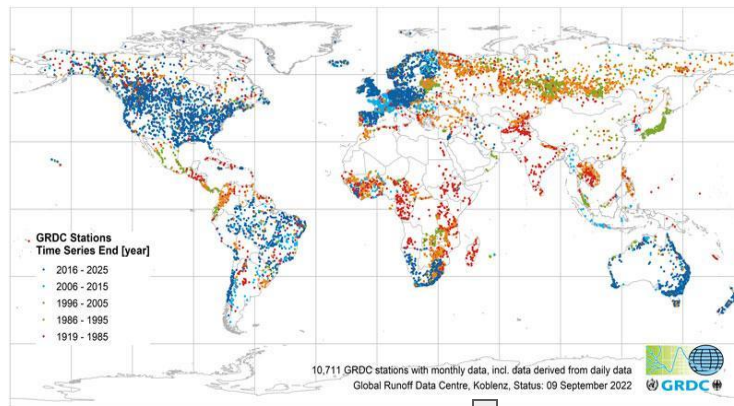 GRDC Stations
Time Series End [year]
2016 - 2025
2006 - 2015
1996 - 2005
1986 - 1995
1919 - 1985
10,711 GRDC stations with monthly data, incl. data derived from daily data
Global Runoff Data Centre, Koblenz, Status: 09 September 2022
GRDC